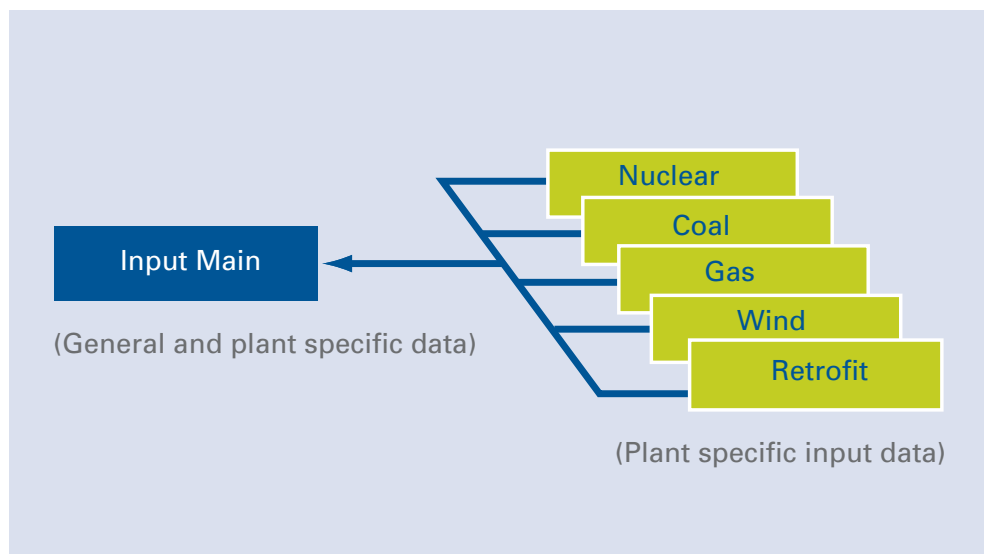 Nuclear
Coal
Input Main
Gas
Wind
(General and plant specific data)
Retrofit
(Plant specific input data)